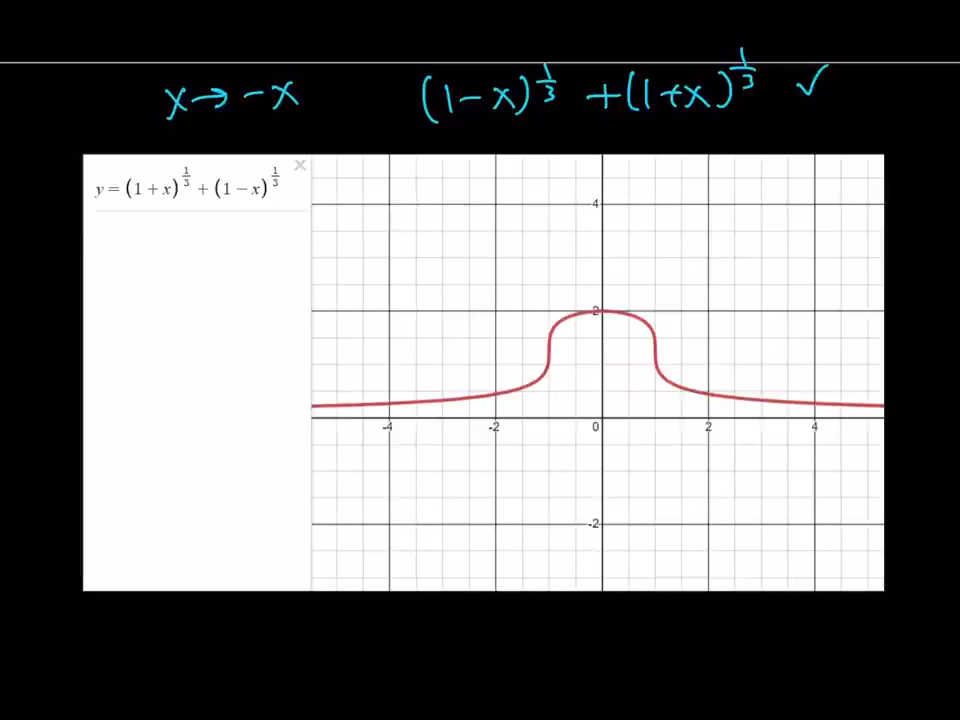 x → -x (1-x)^{1/3} + (1+x)^{1/3} ✓
y = (1 + x)^{1/3} + (1 − x)^{1/3} ×
4
2
-4 -2 0 2 4
-2